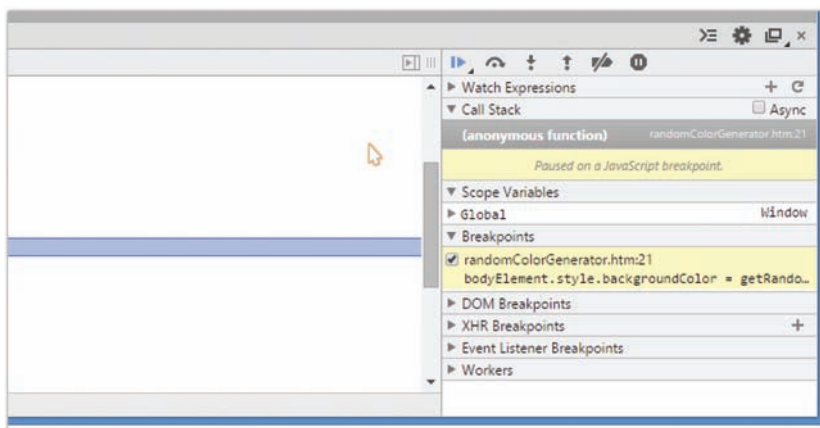 Watch Expressions
Call Stack Async
(anonymous function) randomColorGenerator.htm:21
Paused on a JavaScript breakpoint.
Scope Variables
Global Window
Breakpoints
randomColorGenerator.htm:21
bodyElement.style.backgroundColor = getRando…
DOM Breakpoints
XHR Breakpoints
Event Listener Breakpoints
Workers